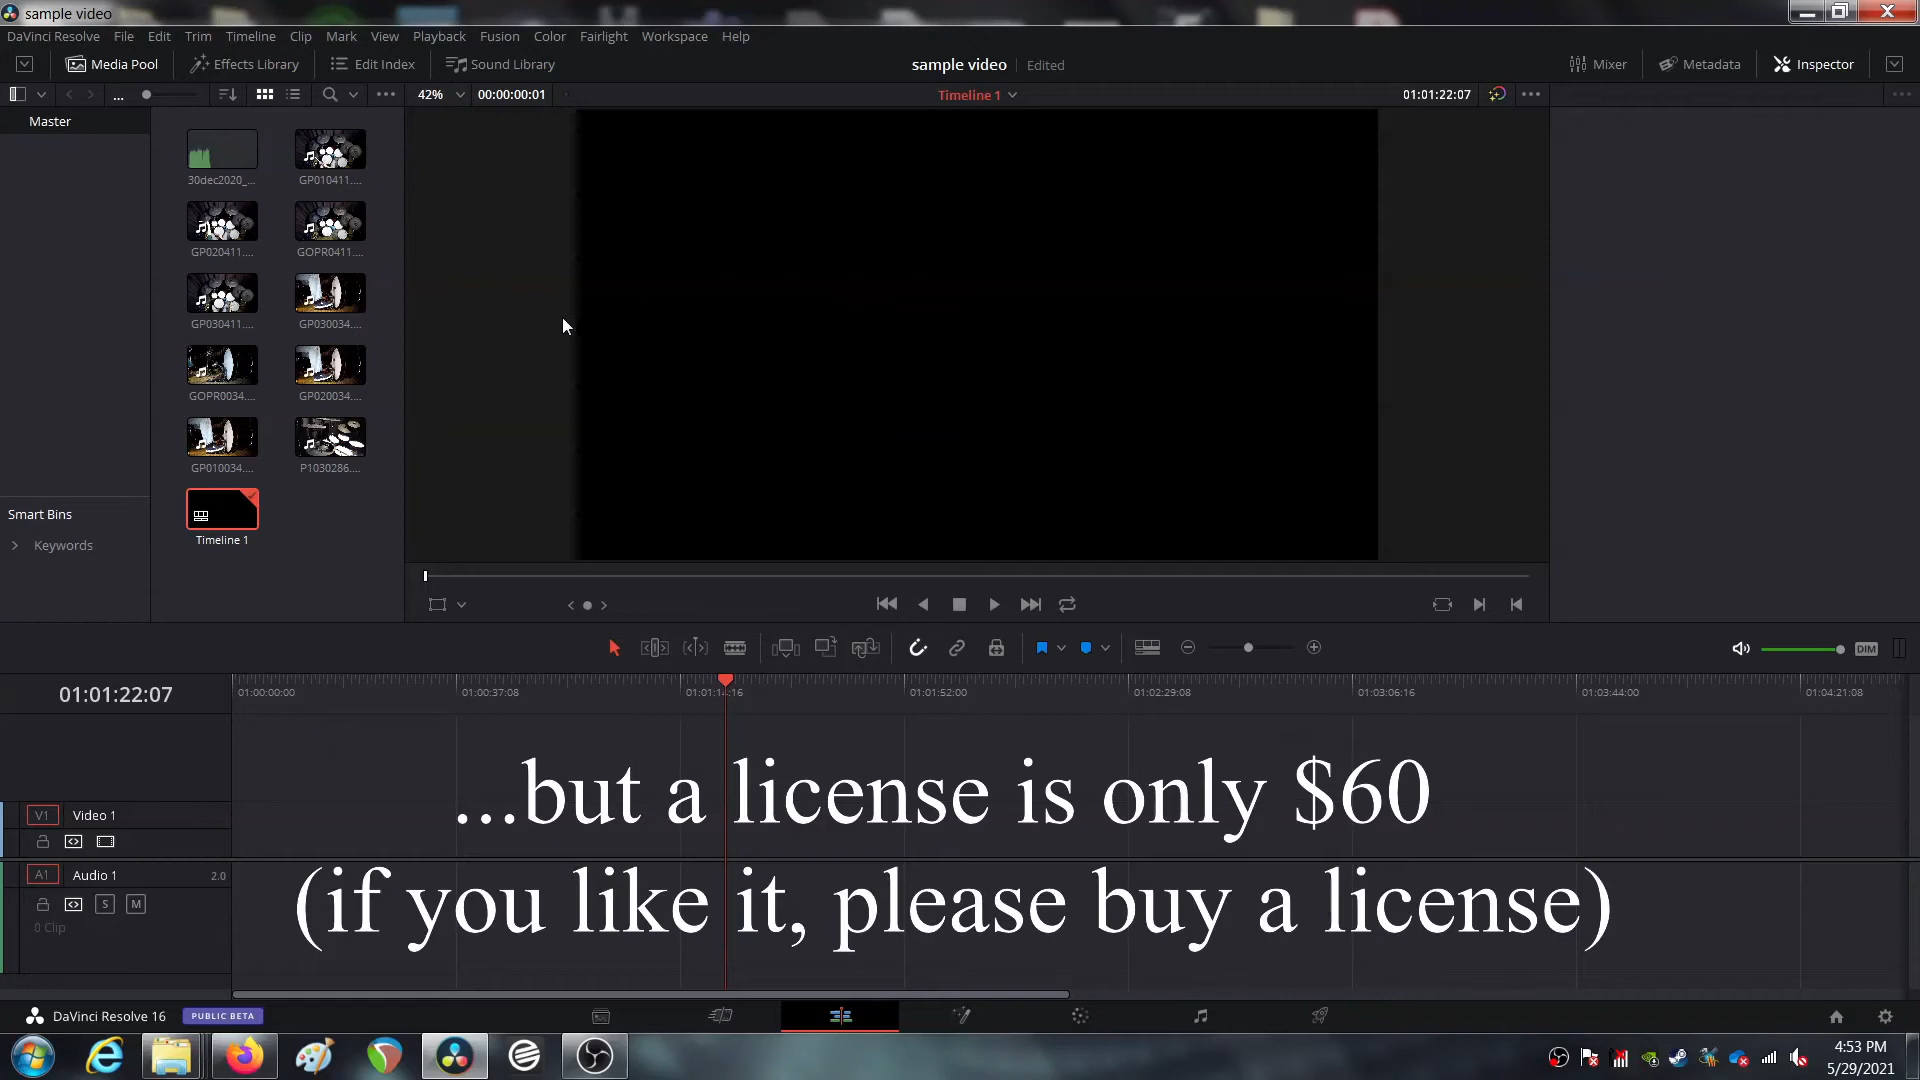 sample video
DaVinci Resolve File Edit Trim Timeline Clip Mark View Playback Fusion Color Fairlight Workspace Help
Media Pool Effects Library Edit Index Sound Library sample video Edited Mixer Metadata Inspector
... 42% 00:00:00:01 Timeline 1 01:01:22:07
Master
30dec2020_... GP010411....
GP020411.... GOPR0411....
GP030411.... GP030034....
GOPR0034.... GP020034....
GP010034.... P1030286....
Smart Bins
Timeline 1
Keywords
DIM
01:01:22:07
01:00:00:00 01:00:37:08 01:01:14:16 01:01:52:00 01:02:29:08 01:03:06:16 01:03:44:00 01:04:21:08
...but a license is only $60
V1 Video 1
A1 Audio 1 2.0
(if you like it, please buy a license)
S M
0 Clip
DaVinci Resolve 16 PUBLIC BETA
4:53 PM
5/29/2021